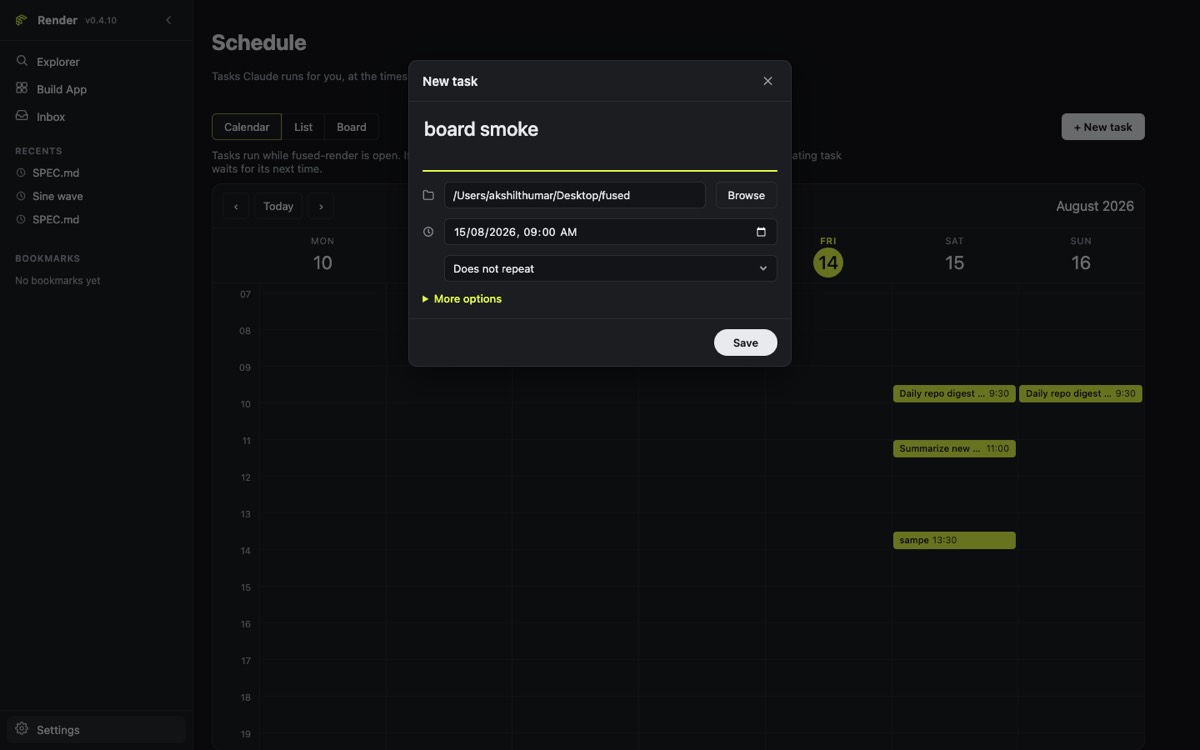 Render v0.4.10
Explorer
Build App
Inbox
RECENTS
SPEC.md
Sine wave
SPEC.md
BOOKMARKS
No bookmarks yet
Settings
Schedule
Tasks Claude runs for you, at the times
Calendar List Board
+ New task
Tasks run while fused-render is open. ating task
waits for its next time.
‹ Today ›
August 2026
MON FRI SAT SUN
10 14 15 16
07
08
09
10
11
12
13
14
15
16
17
18
19
Daily repo digest ... 9:30
Daily repo digest ... 9:30
Summarize new ... 11:00
sampe 13:30
New task
board smoke
/Users/akshilthumar/Desktop/fused
Browse
15/08/2026, 09:00 AM
Does not repeat
More options
Save